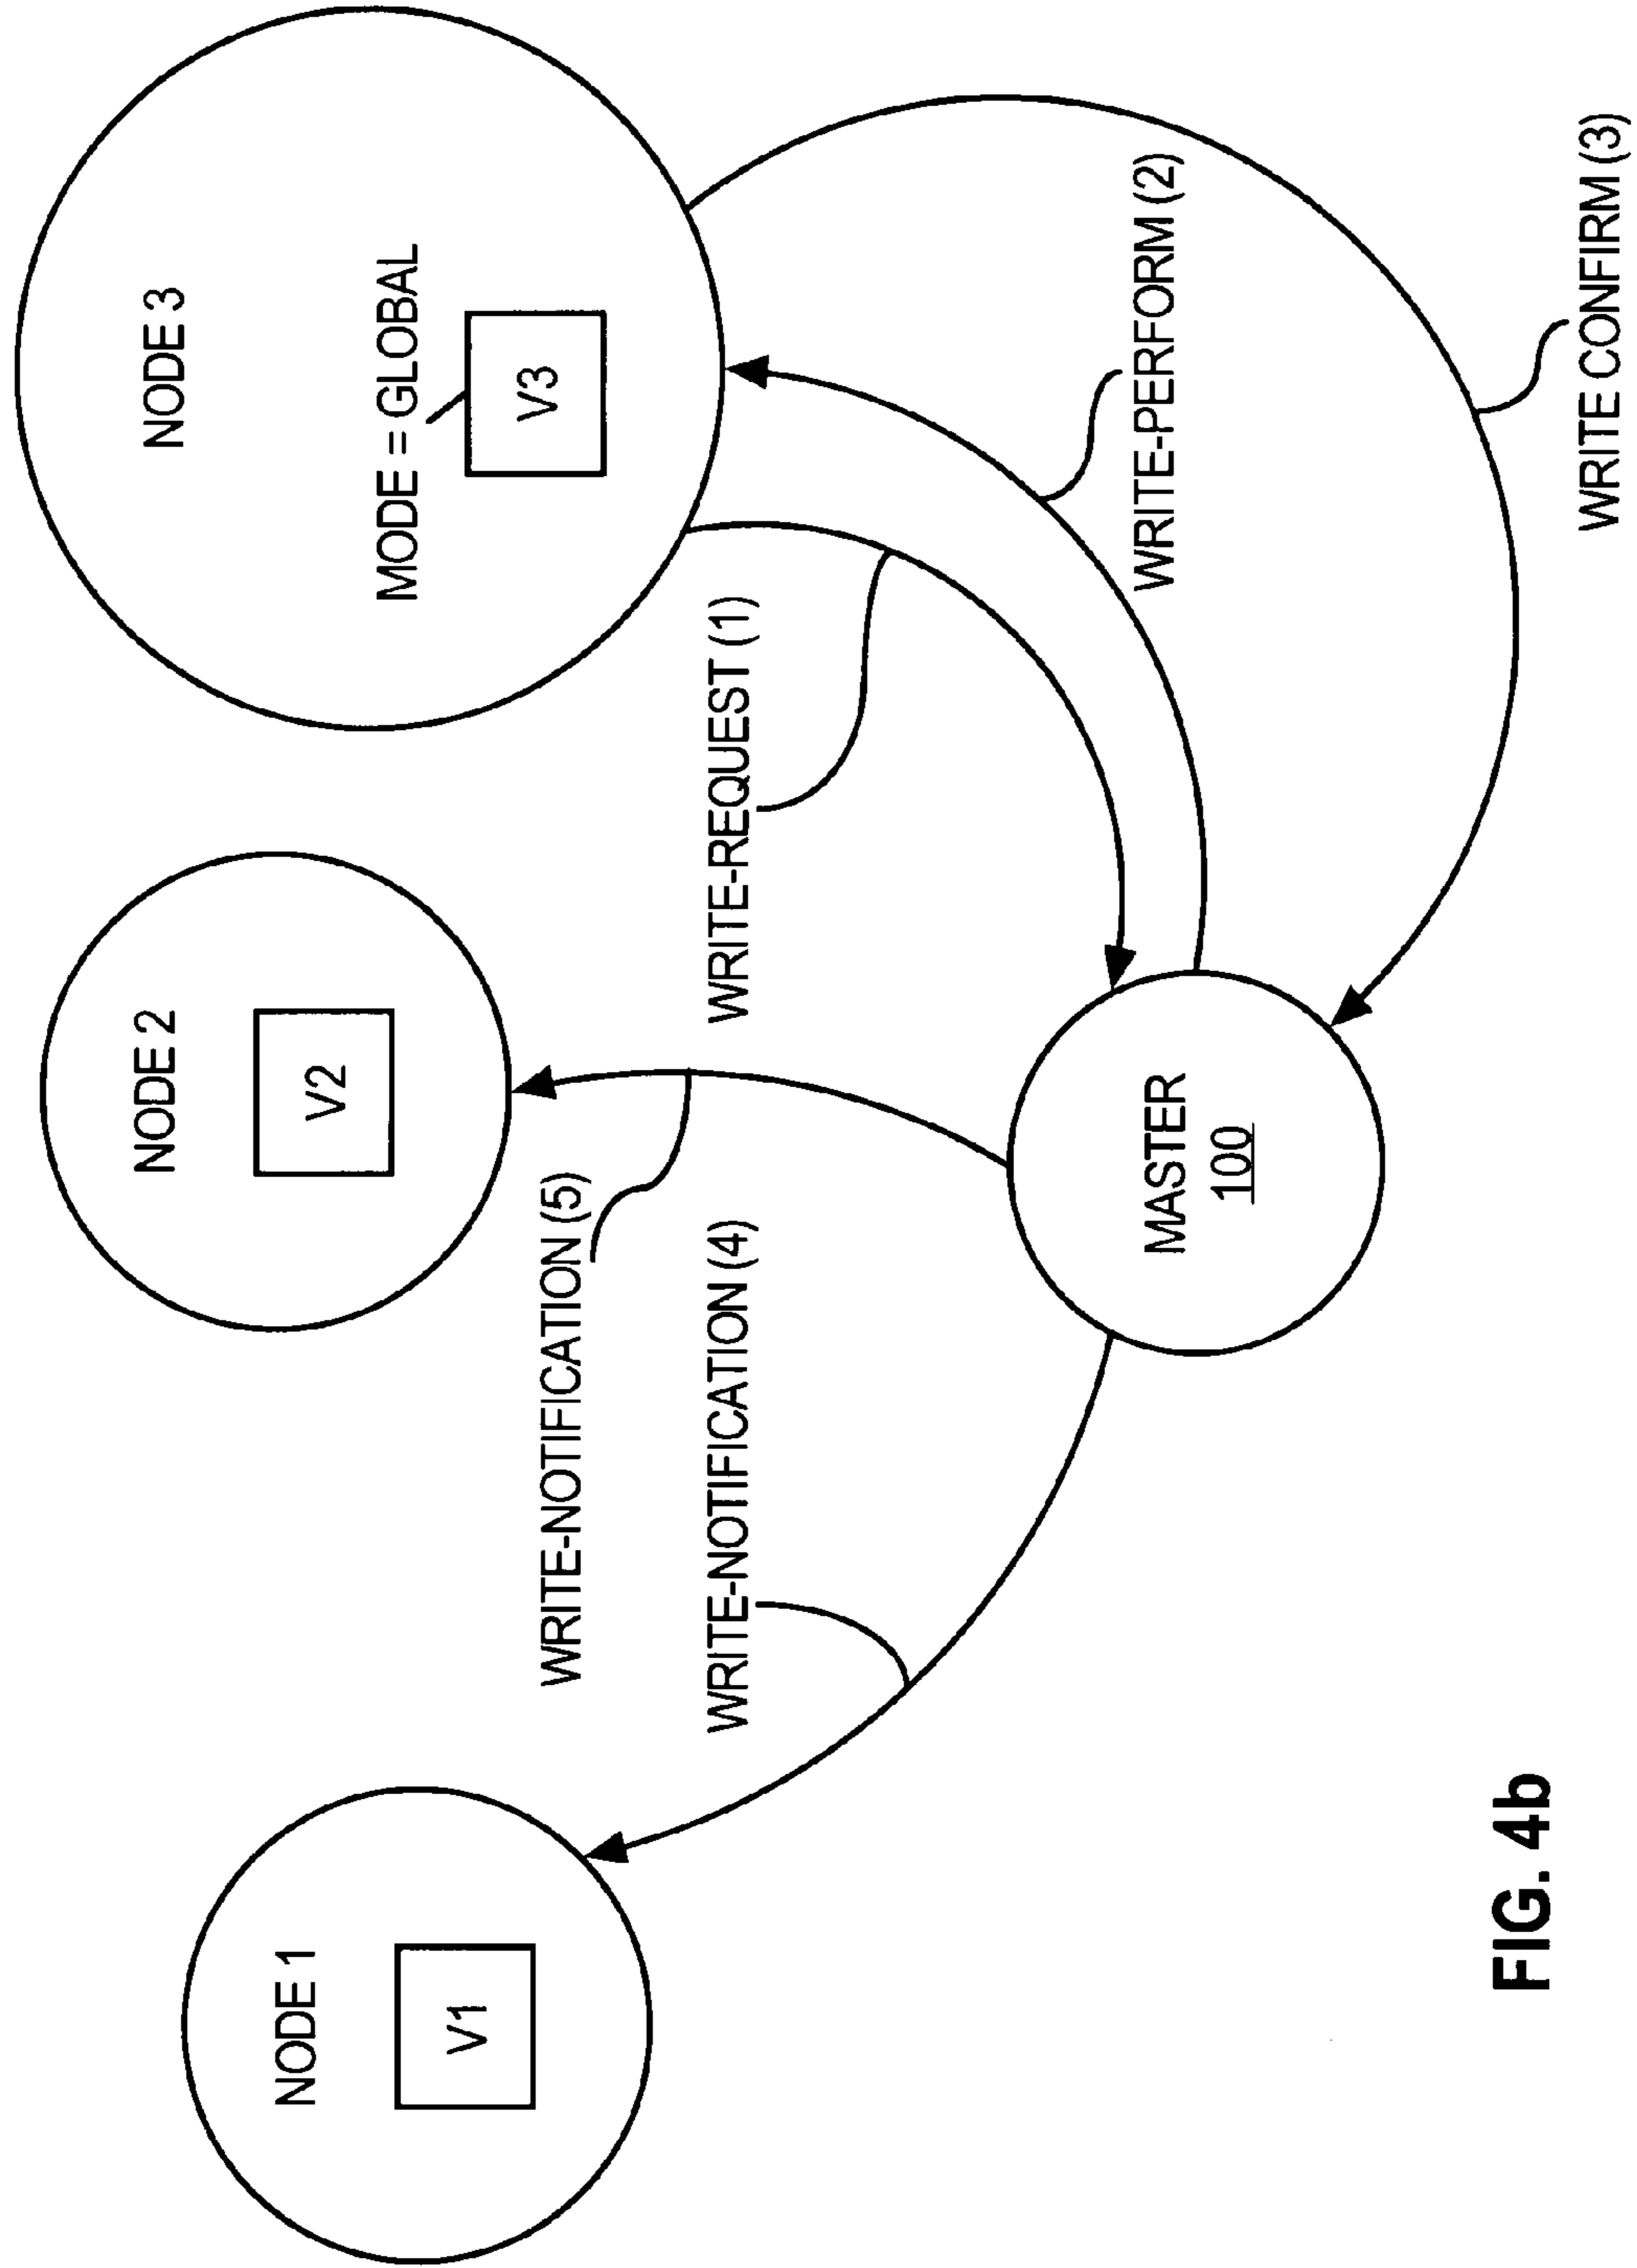 NODE 1
V1
NODE 2
V2
NODE 3
MODE = GLOBAL
V3
WRITE-NOTIFICATION (5)
WRITE-NOTIFICATION (4)
WRITE-REQUEST (1)
MASTER
100
WRITE-PERFORM (2)
WRITE CONFIRM (3)
FIG. 4b